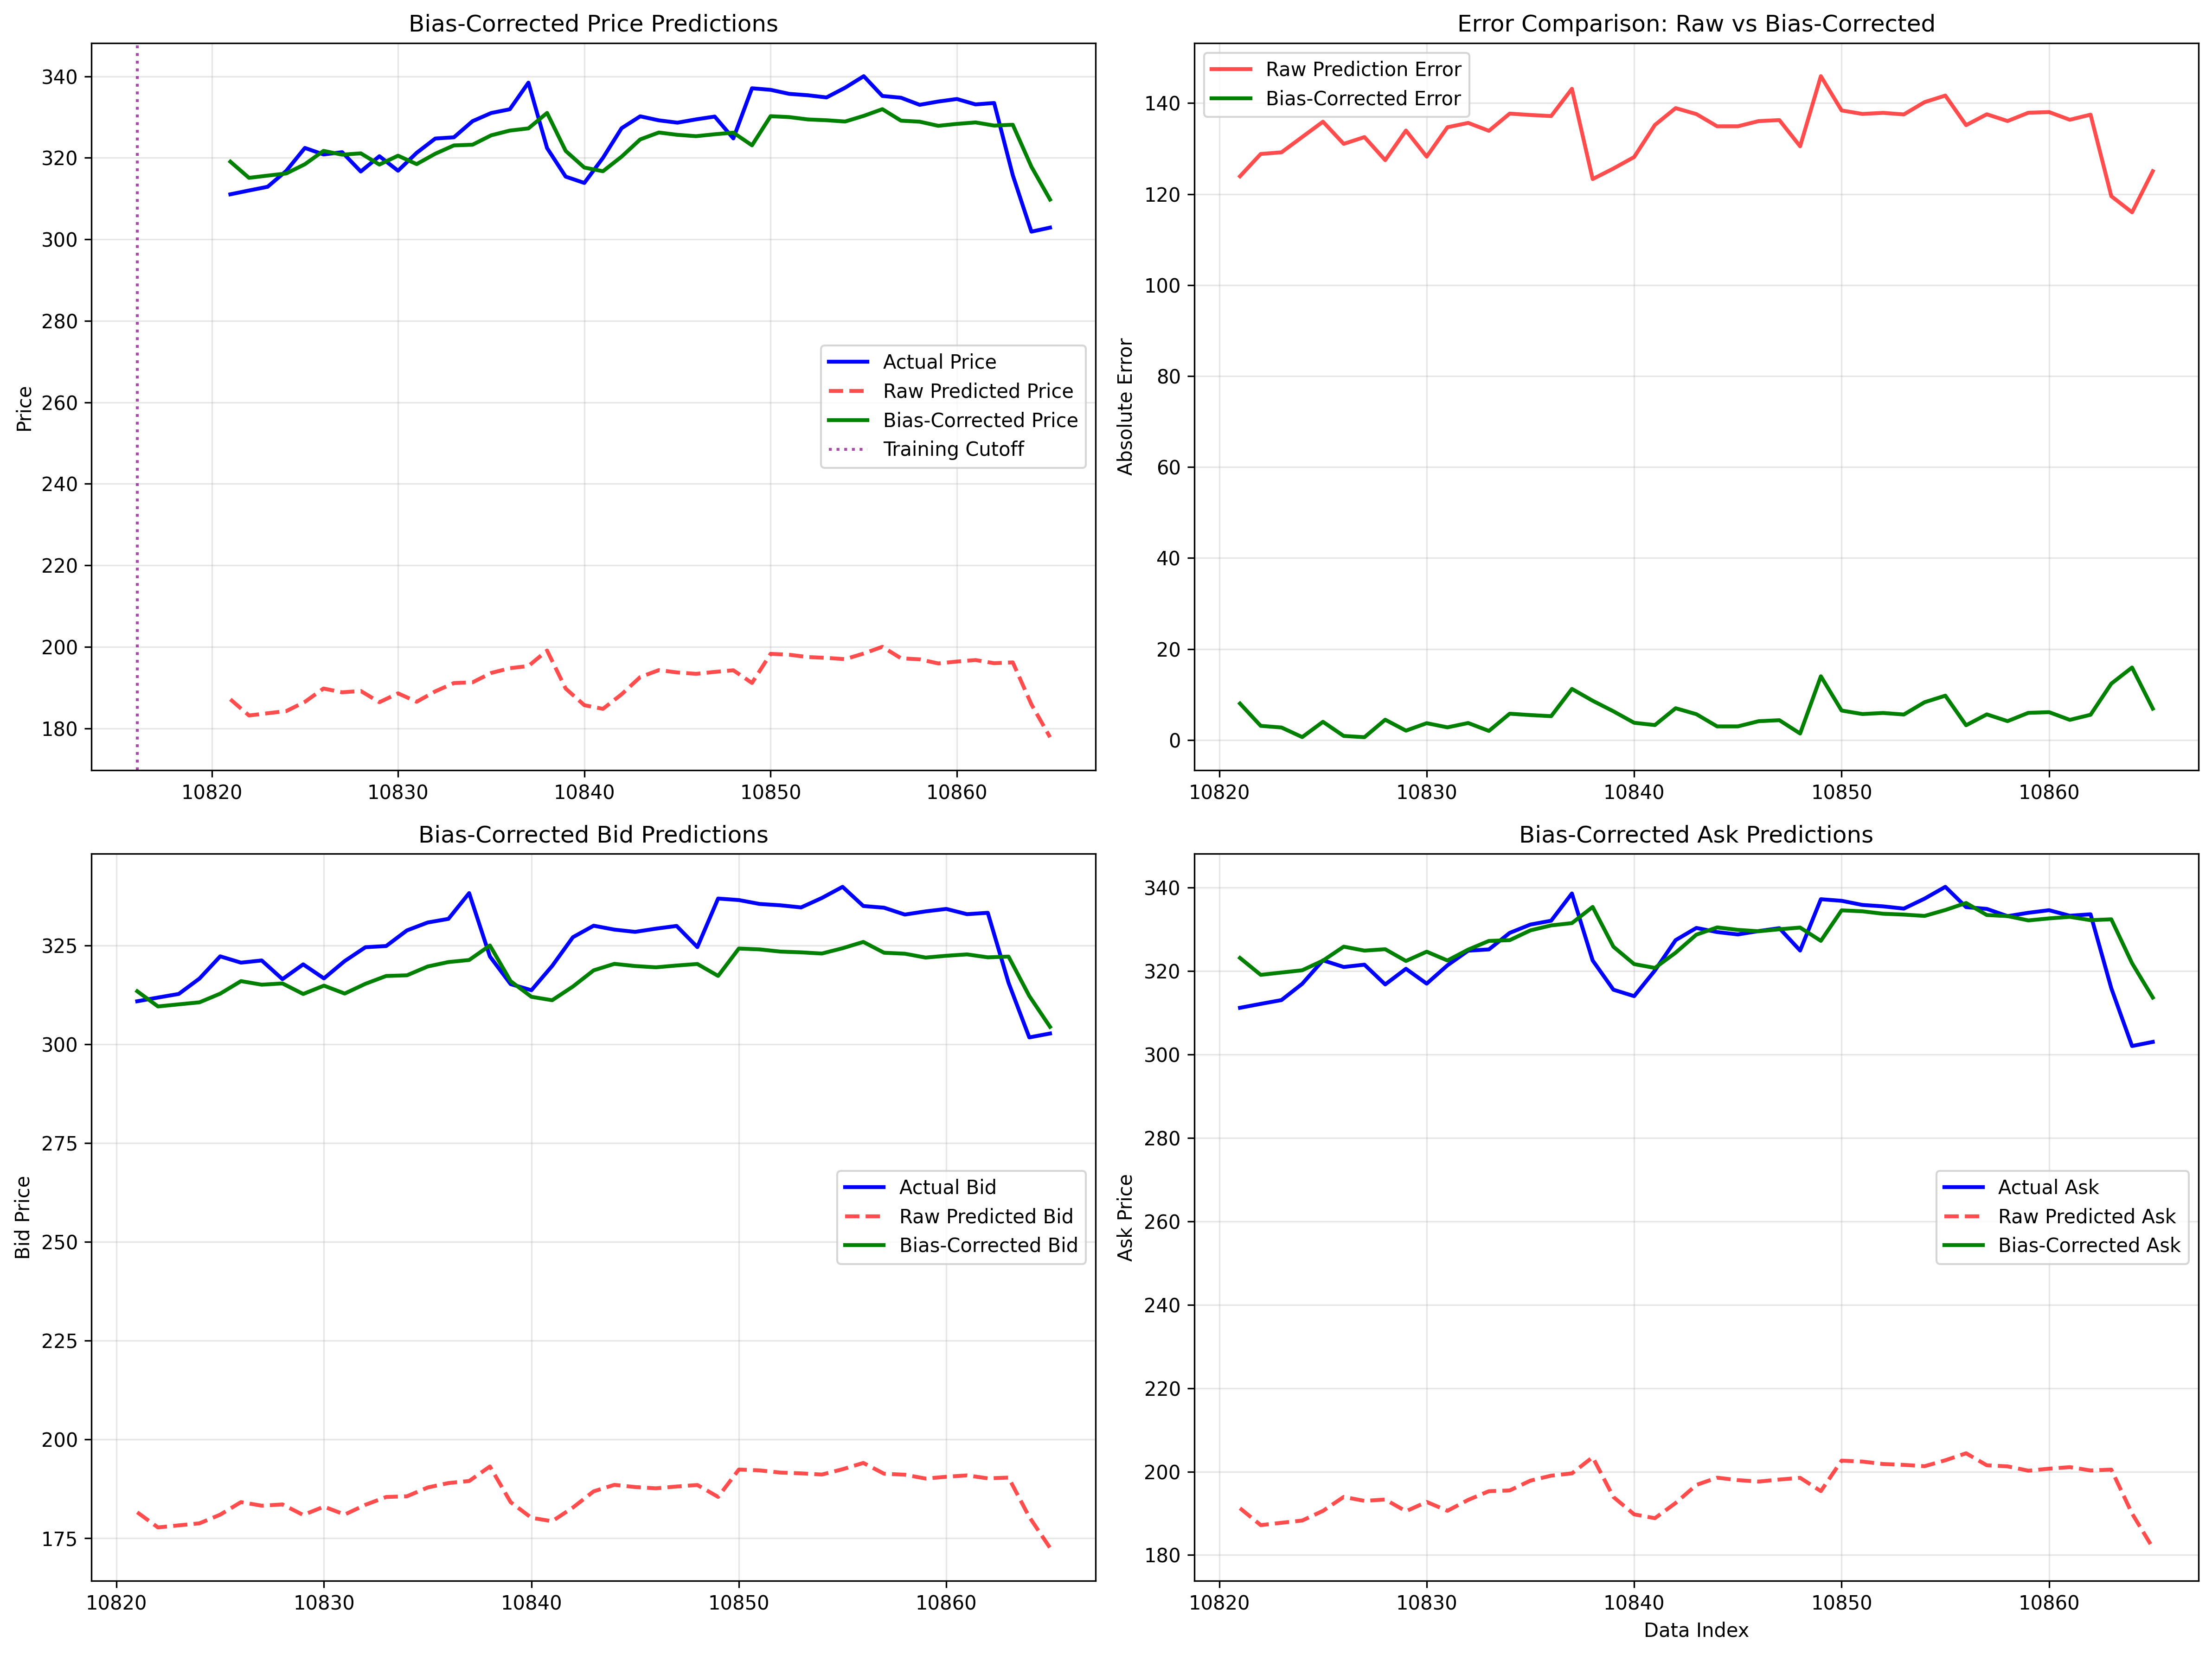 Bias-Corrected Price Predictions
Price
340
320
300
280
260
240
220
200
180
10820
10830
10840
10850
10860
Actual Price
Raw Predicted Price
Bias-Corrected Price
Training Cutoff
Error Comparison: Raw vs Bias-Corrected
Absolute Error
140
120
100
80
60
40
20
0
10820
10830
10840
10850
10860
Raw Prediction Error
Bias-Corrected Error
Bias-Corrected Bid Predictions
Bid Price
325
300
275
250
225
200
175
10820
10830
10840
10850
10860
Actual Bid
Raw Predicted Bid
Bias-Corrected Bid
Bias-Corrected Ask Predictions
Ask Price
340
320
300
280
260
240
220
200
180
10820
10830
10840
10850
10860
Data Index
Actual Ask
Raw Predicted Ask
Bias-Corrected Ask